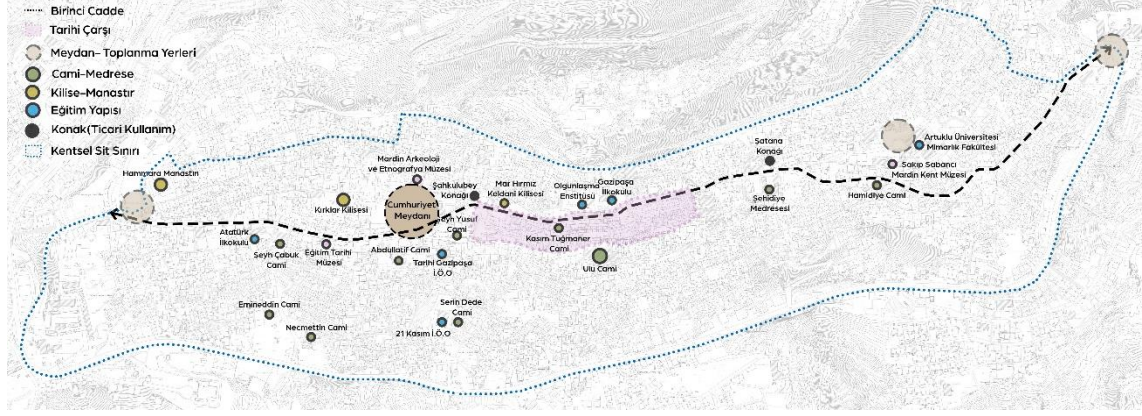 Birinci Cadde
Tarihi Çarşı
Meydan- Toplanma Yerleri
Cami-Medrese
Kilise-Manastır
Eğitim Yapısı
Konak(Ticari Kullanım)
Kentsel Sit Sınırı
Hammara Manastırı
Kırklar Kilisesi
Mardin Arkeoloji
ve Etnografya Müzesi
Cumhuriyet
Meydanı
Şahkulubey
Konağı
Mar Hırmız
Keldani Kilisesi
Olgunlaşma
Enstitüsü
Gazipaşa
İlkokulu
Şatana
Konağı
Artuklu Üniversitesi
Mimarlık Fakültesi
Sakıp Sabancı
Mardin Kent Müzesi
Hamidiye Cami
Şehidiye
Medresesi
Atatürk
İlkokulu
Şeyh Çabuk
Cami
Eğitim Tarihi
Müzesi
Abdüllatif Cami
Yusuf
Cami
Tarihi Gazipaşa
İ.Ö.O
Kasım Tuğmaner
Cami
Ulu Cami
Emineddin Cami
Necmettin Cami
Serin Dede
Cami
21 Kasım İ.Ö.O